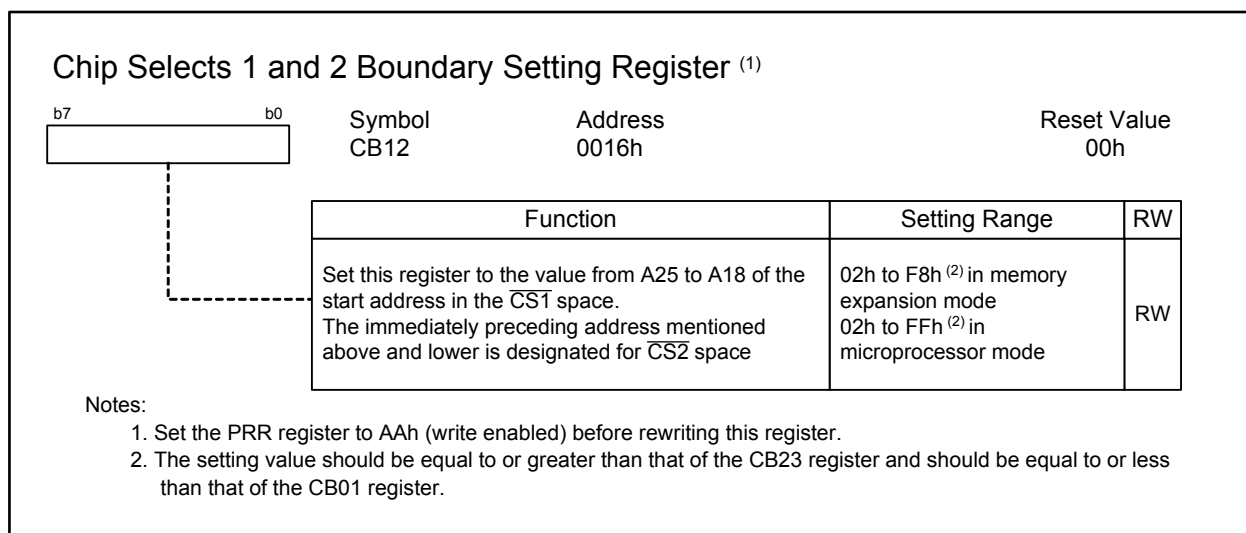 Chip Selects 1 and 2 Boundary Setting Register (1)
b7 b0
Symbol Address Reset Value
CB12 0016h 00h
Function Setting Range RW
Set this register to the value from A25 to A18 of the
start address in the C̅S̅1̅ space.
The immediately preceding address mentioned
above and lower is designated for C̅S̅2̅ space
02h to F8h (2) in memory
expansion mode
02h to FFh (2) in
microprocessor mode
RW
Notes:
1. Set the PRR register to AAh (write enabled) before rewriting this register.
2. The setting value should be equal to or greater than that of the CB23 register and should be equal to or less
than that of the CB01 register.